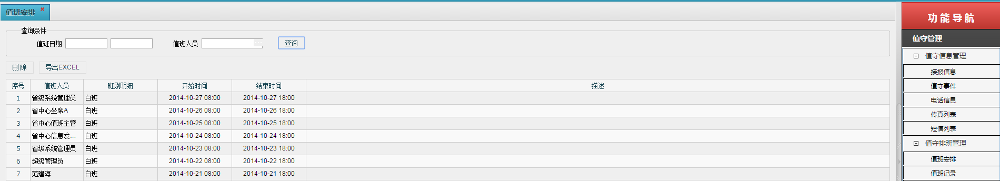 值班安排
查询条件
值班日期 值班人员 ... 查询
删 除 导出EXCEL
序号 值班人员 班别明细 开始时间 结束时间 描述
1 省级系统管理员 白班 2014-10-27 08:00 2014-10-27 18:00
2 省中心坐席A 白班 2014-10-26 08:00 2014-10-26 18:00
3 省中心值班主管 白班 2014-10-25 08:00 2014-10-25 18:00
4 省中心信息发... 白班 2014-10-24 08:00 2014-10-24 18:00
5 省级系统管理员 白班 2014-10-23 08:00 2014-10-23 18:00
6 超级管理员 白班 2014-10-22 08:00 2014-10-22 18:00
7 范建海 白班 2014-10-21 08:00 2014-10-21 18:00
功能导航
值守管理
值守信息管理
接报信息
值守事件
电话信息
传真列表
短信列表
值守排班管理
值班安排
值班记录